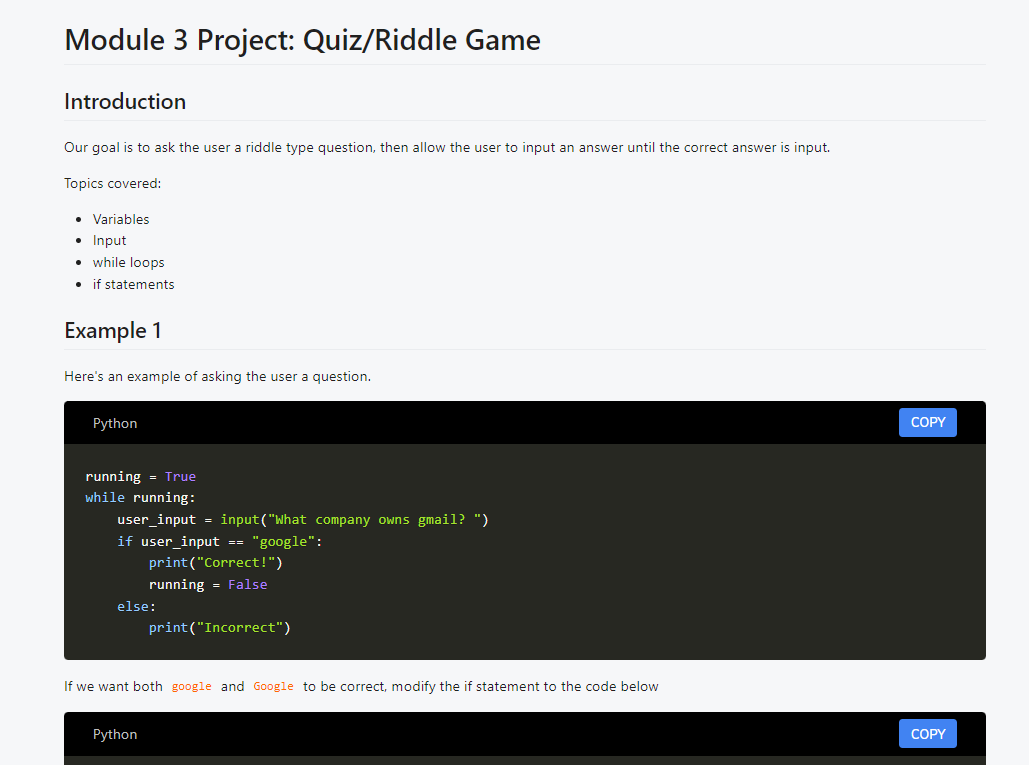 Module 3 Project: Quiz/Riddle Game
Introduction
Our goal is to ask the user a riddle type question, then allow the user to input an answer until the correct answer is input.
Topics covered:
Variables
Input
while loops
if statements
Example 1
Here's an example of asking the user a question.
Python COPY
running = True
while running:
    user_input = input("What company owns gmail? ")
    if user_input == "google":
        print("Correct!")
        running = False
    else:
        print("Incorrect")
If we want both google and Google to be correct, modify the if statement to the code below
Python COPY